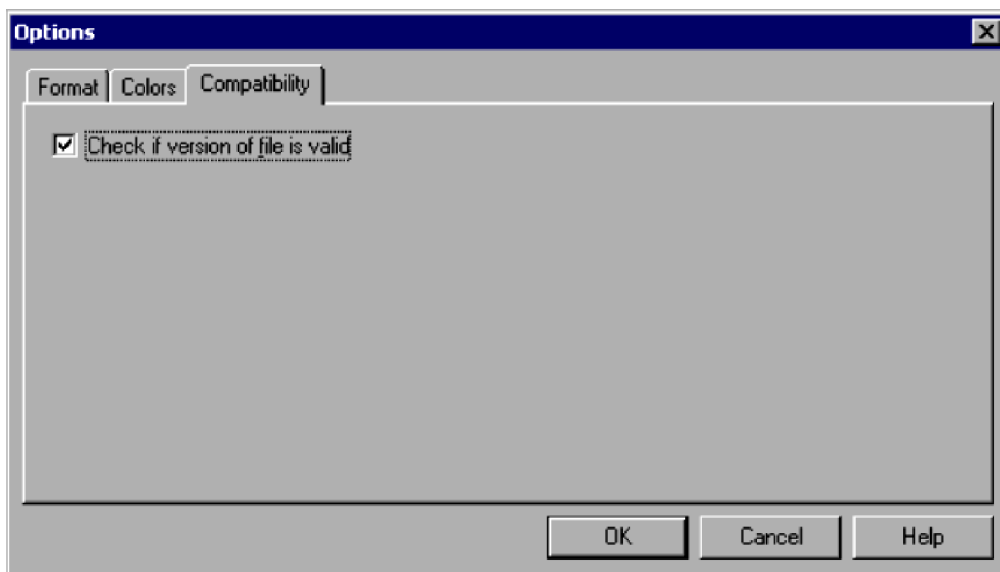 Options
Format Colors Compatibility
Check if version of file is valid
OK Cancel Help